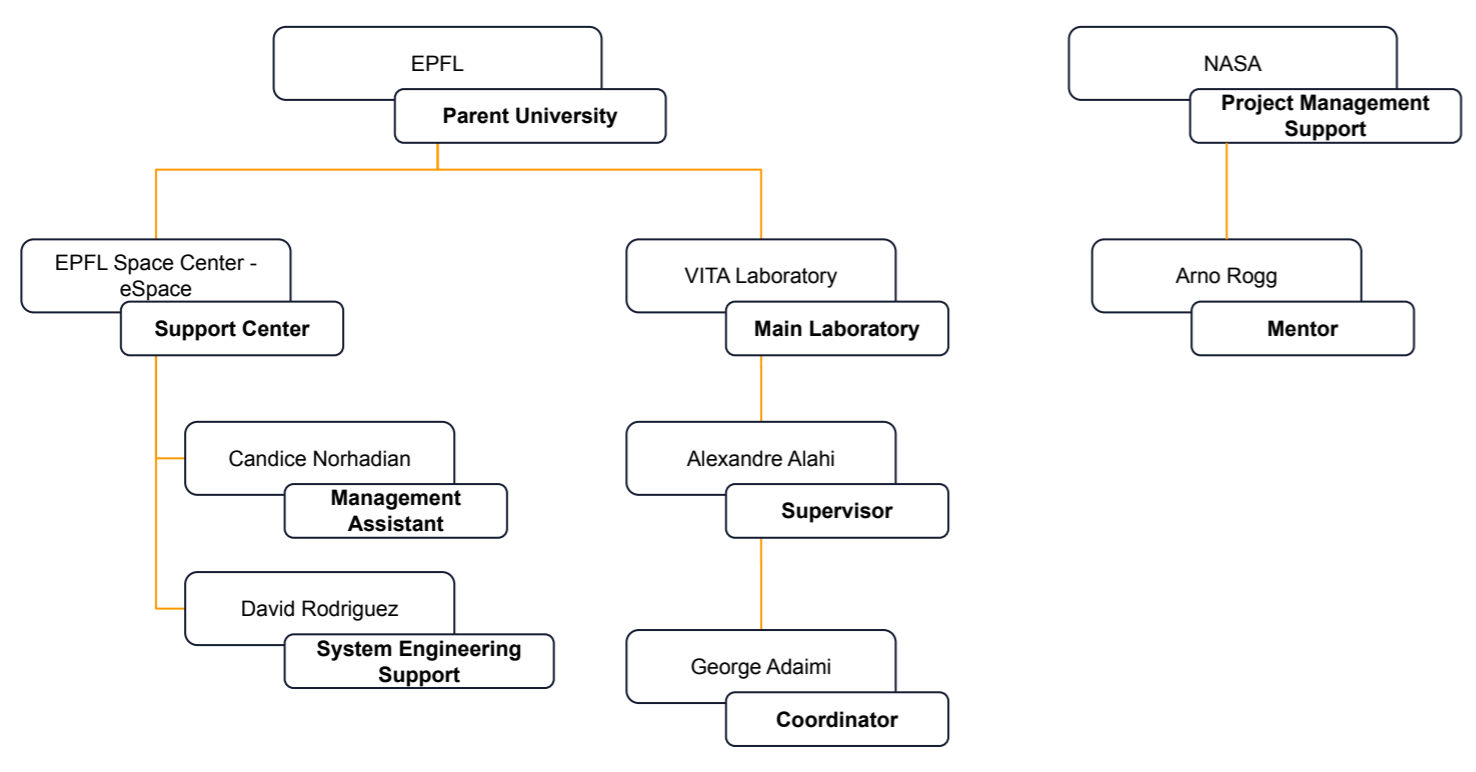 EPFL
Parent University
NASA
Project Management
Support
EPFL Space Center -
eSpace
Support Center
VITA Laboratory
Main Laboratory
Arno Rogg
Mentor
Candice Norhadian
Management
Assistant
Alexandre Alahi
Supervisor
David Rodriguez
System Engineering
Support
George Adaimi
Coordinator